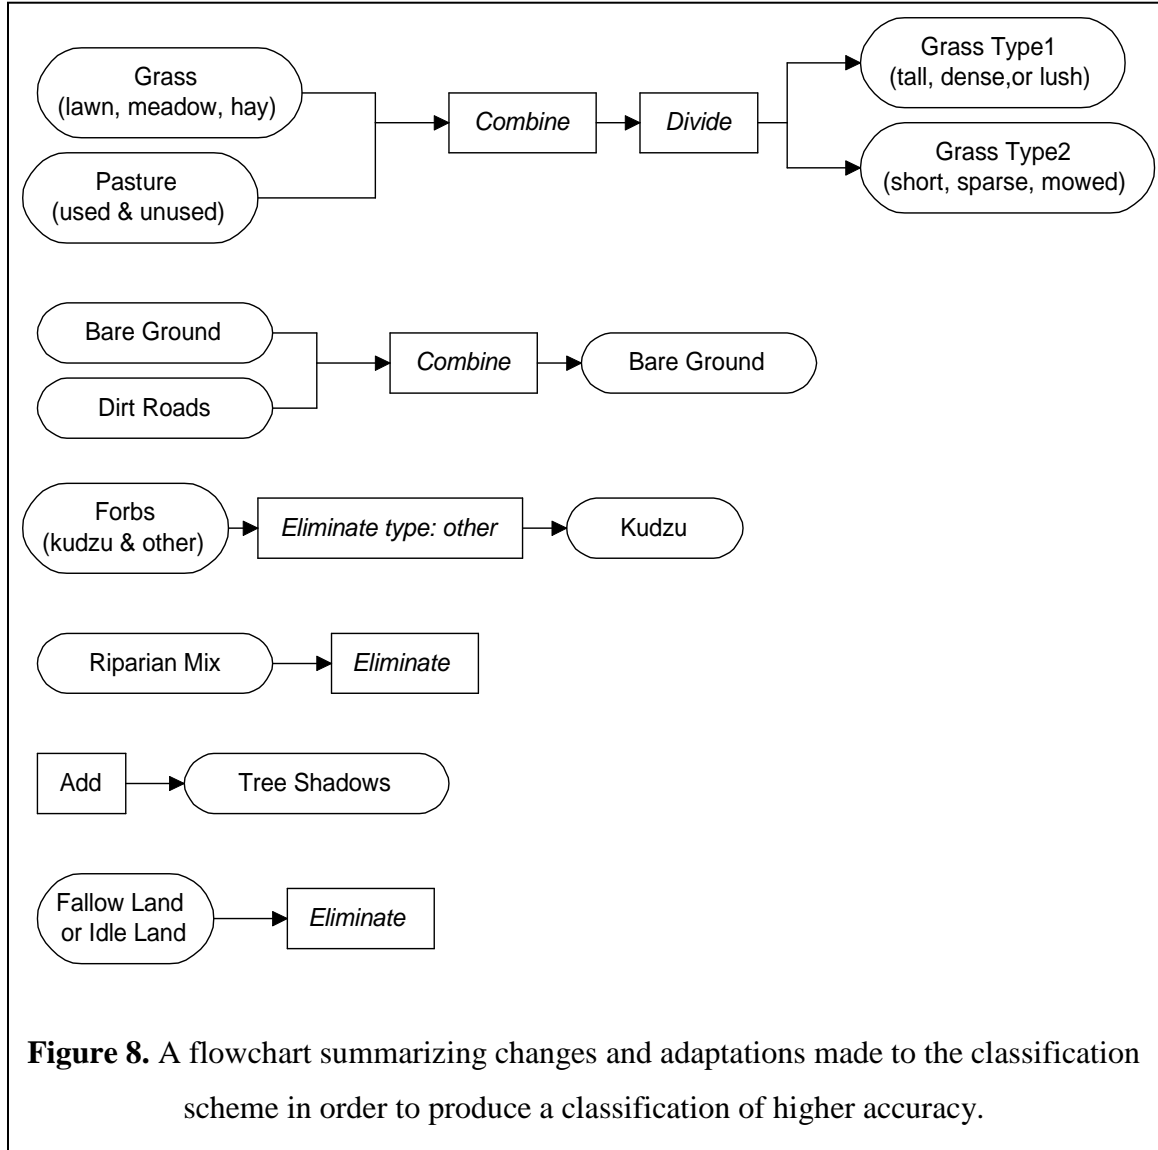 Grass
(lawn, meadow, hay)
Pasture
(used & unused)
Combine
Divide
Grass Type1
(tall, dense,or lush)
Grass Type2
(short, sparse, mowed)
Bare Ground
Dirt Roads
Combine
Bare Ground
Forbs
(kudzu & other)
Eliminate type: other
Kudzu
Riparian Mix
Eliminate
Add
Tree Shadows
Fallow Land
or Idle Land
Eliminate
Figure 8. A flowchart summarizing changes and adaptations made to the classification
scheme in order to produce a classification of higher accuracy.